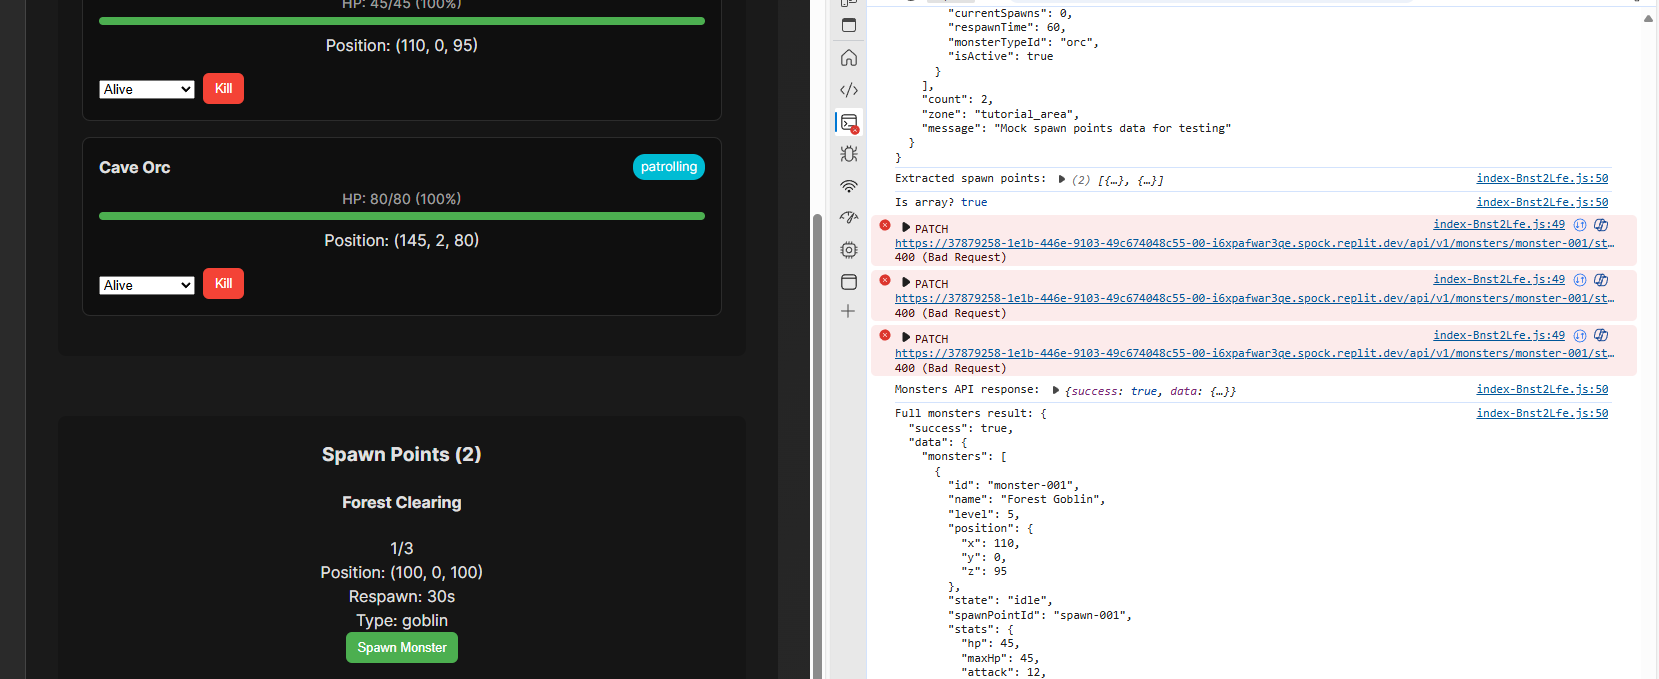 HP: 45/45 (100%)
Position: (110, 0, 95)
Alive
Kill
Cave Orc
patrolling
HP: 80/80 (100%)
Position: (145, 2, 80)
Alive
Kill
Spawn Points (2)
Forest Clearing
1/3
Position: (100, 0, 100)
Respawn: 30s
Type: goblin
Spawn Monster
"currentSpawns": 0,
"respawnTime": 60,
"monsterTypeId": "orc",
"isActive": true
}
],
"count": 2,
"zone": "tutorial_area",
"message": "Mock spawn points data for testing"
}
}
Extracted spawn points: (2) [{…}, {…}] index-Bnst2Lfe.js:50
Is array? true index-Bnst2Lfe.js:50
PATCH index-Bnst2Lfe.js:49
https://37879258-1e1b-446e-9103-49c674048c55-00-i6xpafwar3qe.spock.replit.dev/api/v1/monsters/monster-001/st…
400 (Bad Request)
PATCH index-Bnst2Lfe.js:49
https://37879258-1e1b-446e-9103-49c674048c55-00-i6xpafwar3qe.spock.replit.dev/api/v1/monsters/monster-001/st…
400 (Bad Request)
PATCH index-Bnst2Lfe.js:49
https://37879258-1e1b-446e-9103-49c674048c55-00-i6xpafwar3qe.spock.replit.dev/api/v1/monsters/monster-001/st…
400 (Bad Request)
Monsters API response: {success: true, data: {…}} index-Bnst2Lfe.js:50
Full monsters result: { index-Bnst2Lfe.js:50
"success": true,
"data": {
"monsters": [
{
"id": "monster-001",
"name": "Forest Goblin",
"level": 5,
"position": {
"x": 110,
"y": 0,
"z": 95
},
"state": "idle",
"spawnPointId": "spawn-001",
"stats": {
"hp": 45,
"maxHp": 45,
"attack": 12,